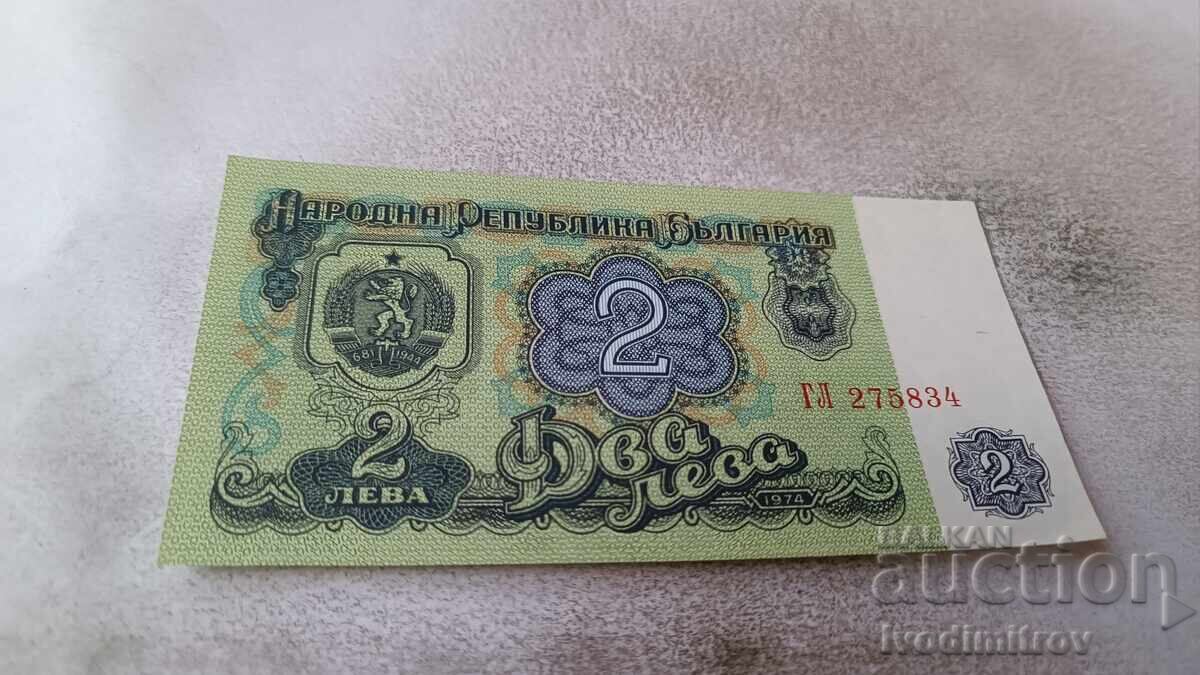 Народна Република България
2
681 1944
ГЛ 275834
2
ЛЕВА
Два
лева
1974
2
BALKAN
auction
Ivodimitrov